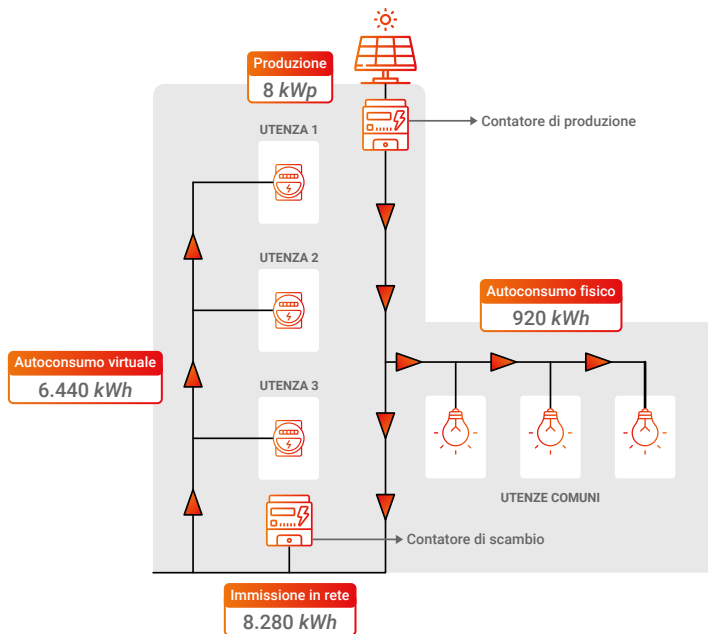 Produzione
8 kWp
Contatore di produzione
UTENZA 1
UTENZA 2
Autoconsumo fisico
920 kWh
Autoconsumo virtuale
6.440 kWh
UTENZA 3
UTENZE COMUNI
Contatore di scambio
Immissione in rete
8.280 kWh